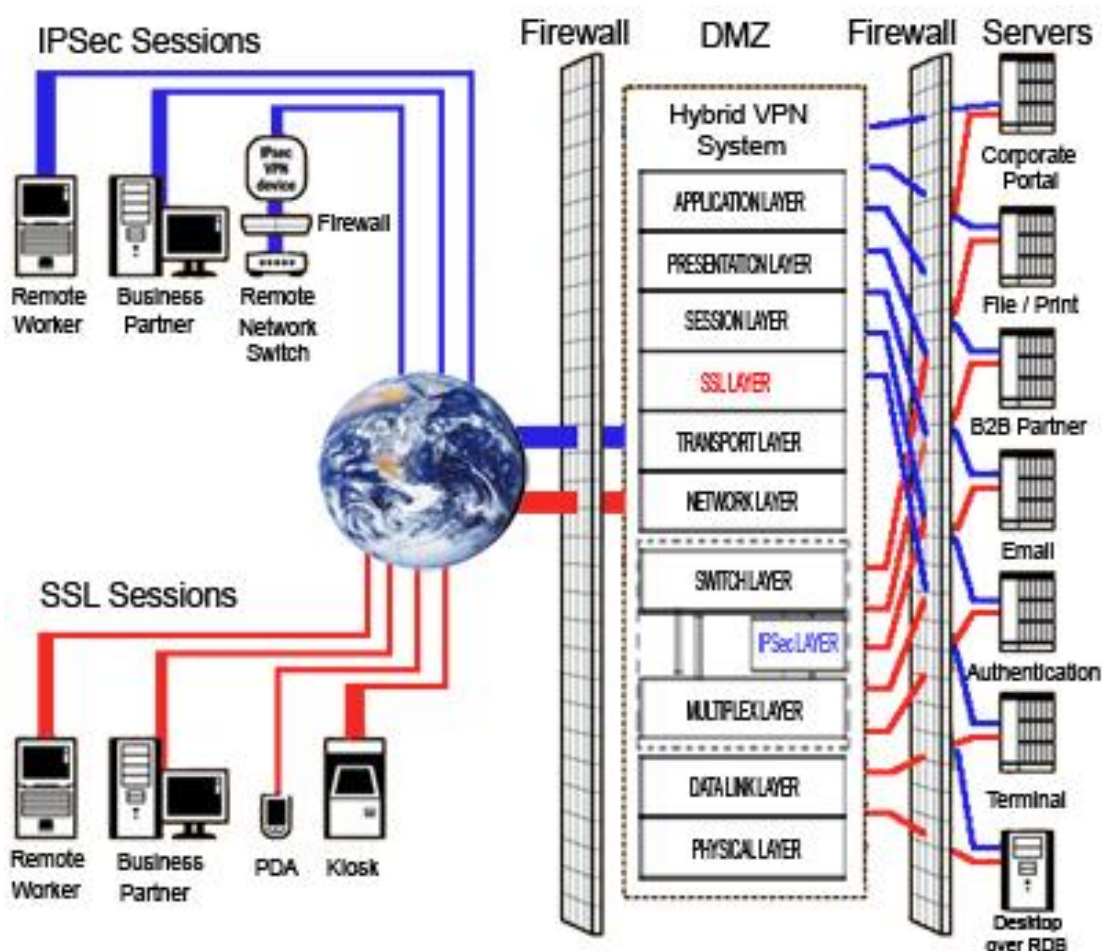 IPSec Sessions
Firewall
DMZ
Firewall
Servers
IPsec
VPN
device
Firewall
Remote
Worker
Business
Partner
Remote
Network
Switch
SSL Sessions
Remote
Worker
Business
Partner
PDA
Kiosk
Hybrid VPN
System
APPLICATION LAYER
PRESENTATION LAYER
SESSION LAYER
SSL LAYER
TRANSPORT LAYER
NETWORK LAYER
SWITCH LAYER
IPSec LAYER
MULTIPLEX LAYER
DATA LINK LAYER
PHYSICAL LAYER
Corporate
Portal
File / Print
B2B Partner
Email
Authentication
Terminal
Desktop
over RDB